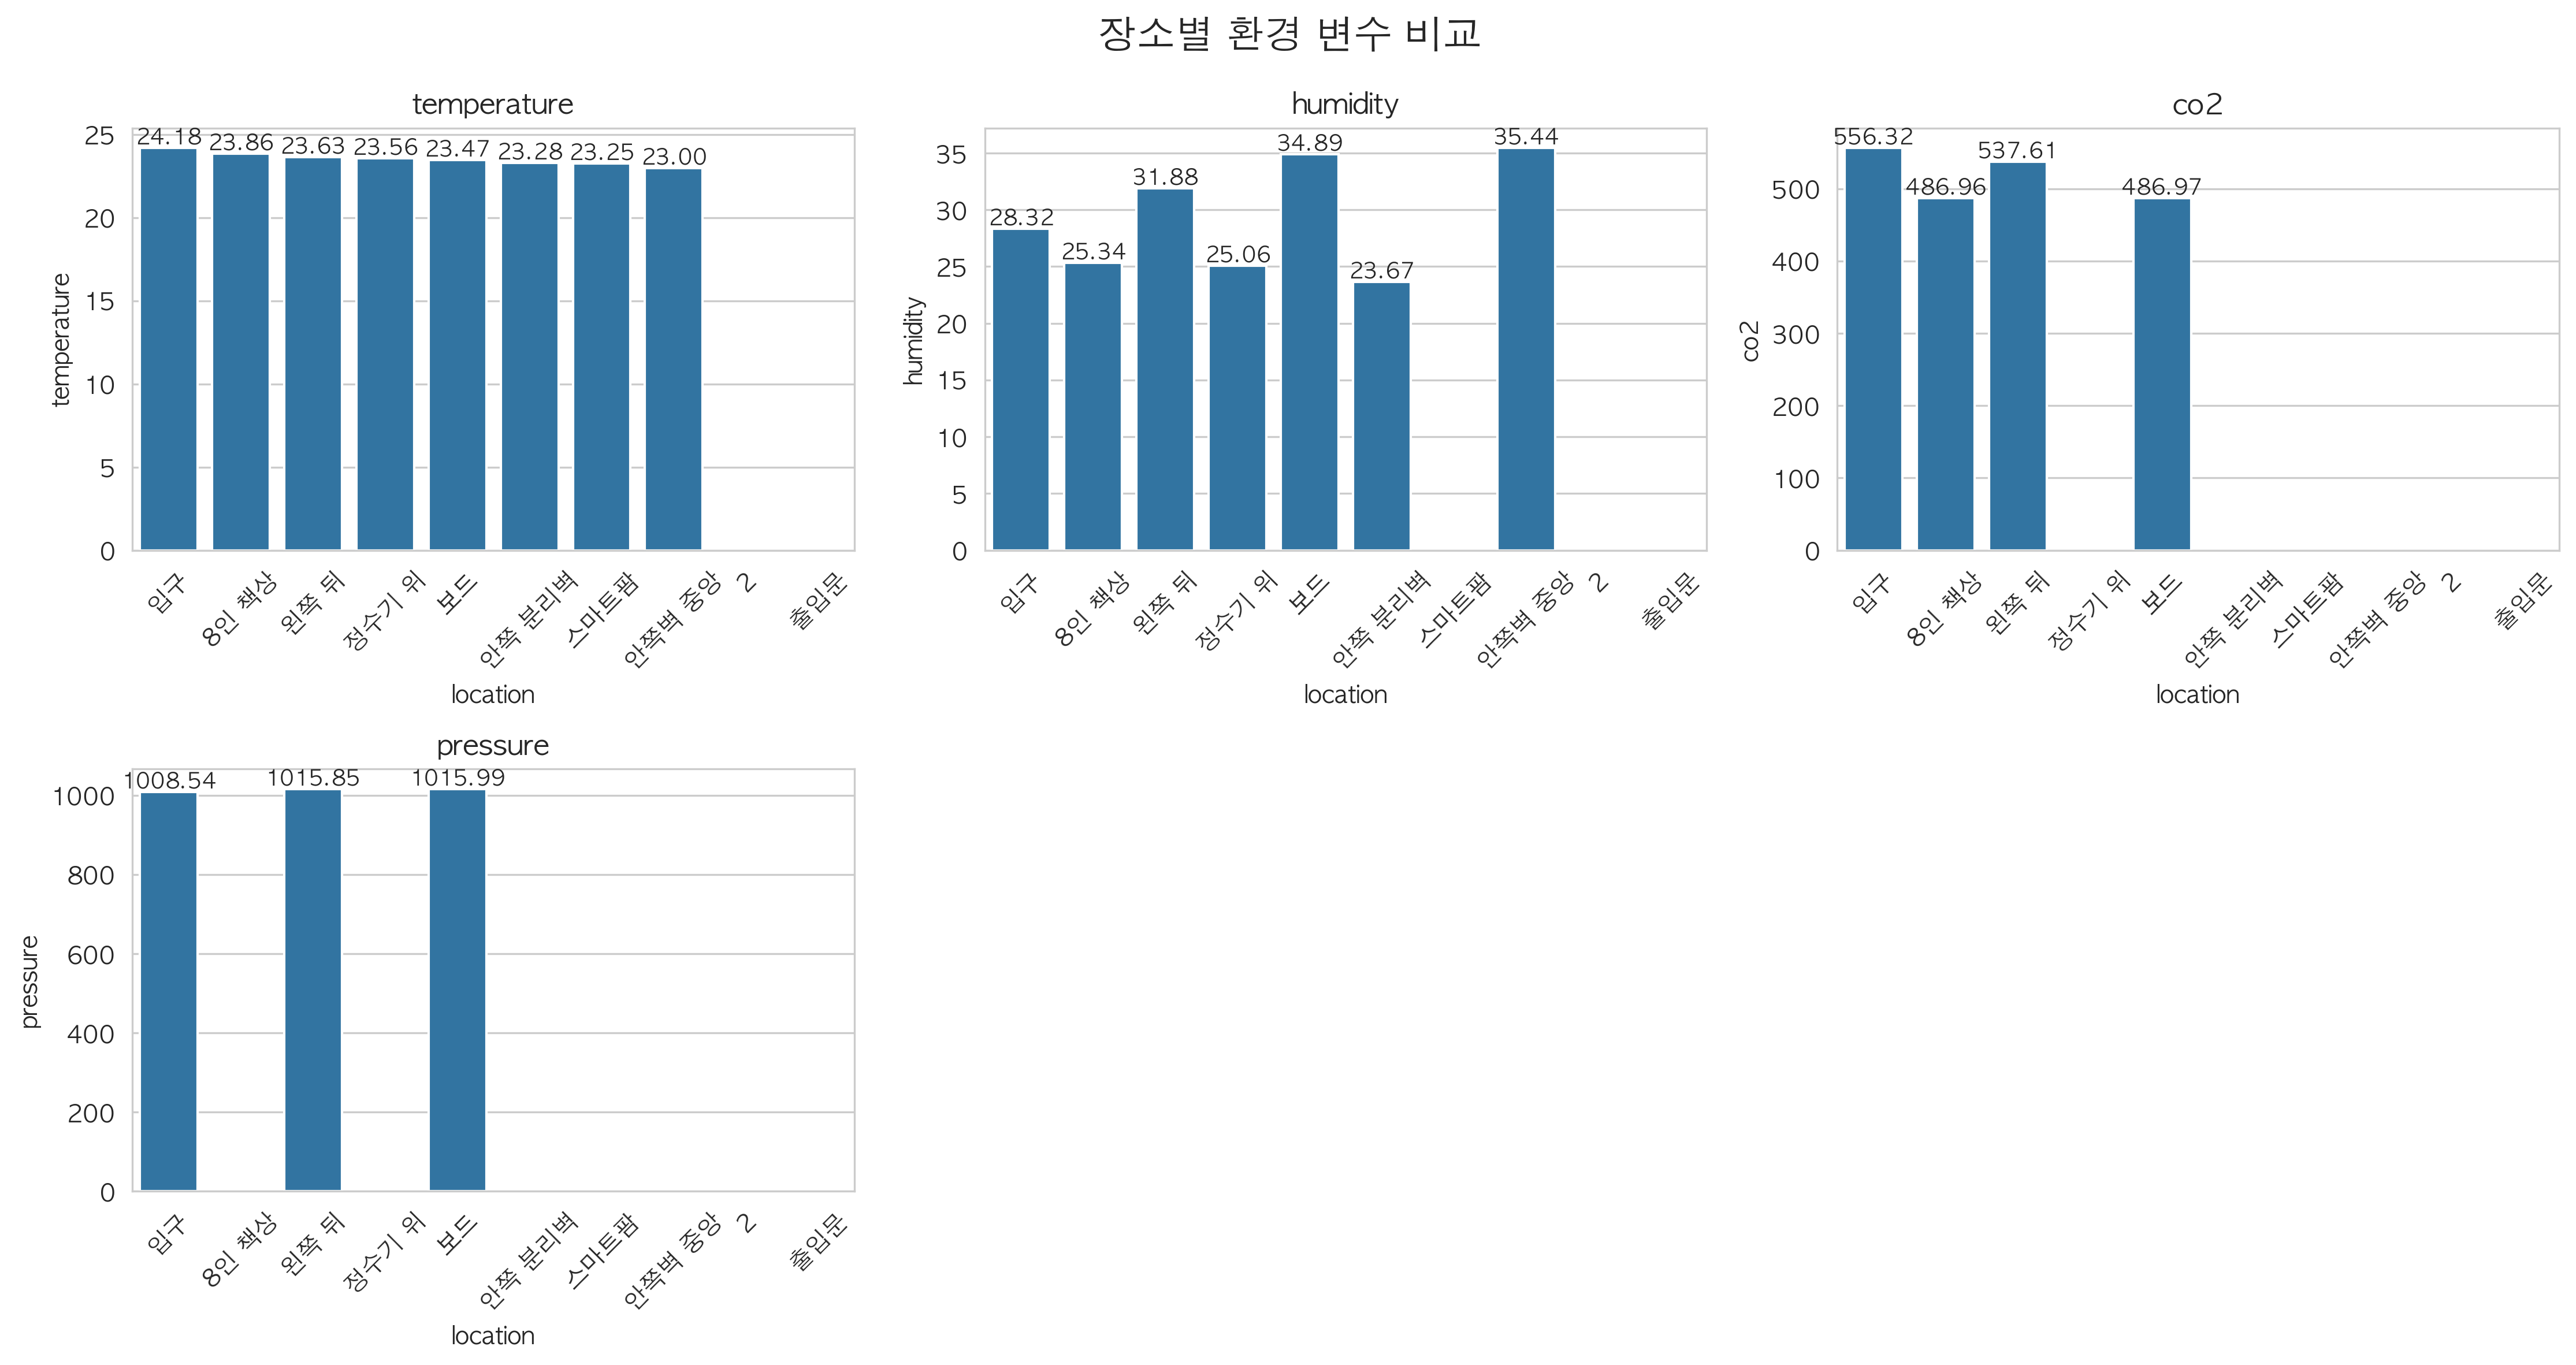 장소별 환경 변수 비교
temperature
temperature
25
20
15
10
5
0
24.18 23.86 23.63 23.56 23.47 23.28 23.25 23.00
입구 8인 책상 왼쪽 뒤 정수기 위 보드 안쪽 분리벽 스마트팜 안쪽벽 중앙 2 출입문
location
humidity
humidity
35
30
25
20
15
10
5
0
28.32 25.34 31.88 25.06 34.89 23.67 35.44
입구 8인 책상 왼쪽 뒤 정수기 위 보드 안쪽 분리벽 스마트팜 안쪽벽 중앙 2 출입문
location
co2
co2
500
400
300
200
100
0
556.32 486.96 537.61 486.97
입구 8인 책상 왼쪽 뒤 정수기 위 보드 안쪽 분리벽 스마트팜 안쪽벽 중앙 2 출입문
location
pressure
pressure
1000
800
600
400
200
0
1008.54 1015.85 1015.99
입구 8인 책상 왼쪽 뒤 정수기 위 보드 안쪽 분리벽 스마트팜 안쪽벽 중앙 2 출입문
location